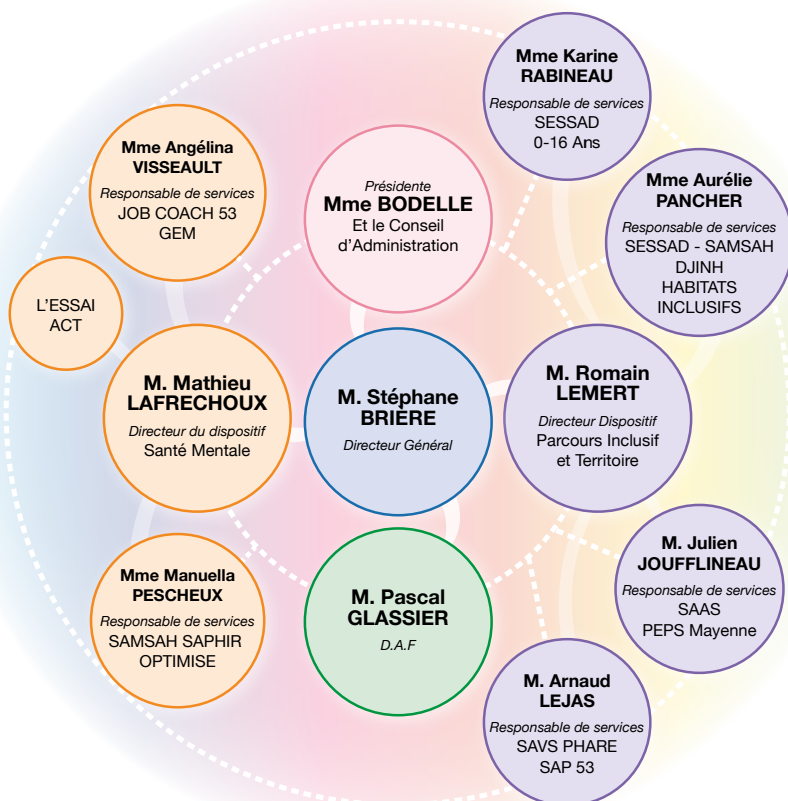 Mme Karine
RABINEAU
Responsable de services
SESSAD
0-16 Ans
Mme Angélina
VISSEAULT
Responsable de services
JOB COACH 53
GEM
Présidente
Mme BODELLE
Et le Conseil
d’Administration
Mme Aurélie
PANCHER
Responsable de services
SESSAD - SAMSAH
DJINH
HABITATS
INCLUSIFS
L’ESSAI
ACT
M. Mathieu
LAFRECHOUX
Directeur du dispositif
Santé Mentale
M. Stéphane
BRIÈRE
Directeur Général
M. Romain
LEMERT
Directeur Dispositif
Parcours Inclusif
et Territoire
Mme Manuella
PESCHEUX
Responsable de services
SAMSAH SAPHIR
OPTIMISE
M. Pascal
GLASSIER
D.A.F
M. Julien
JOUFFLINEAU
Responsable de services
SAAS
PEPS Mayenne
M. Arnaud
LEJAS
Responsable de services
SAVS PHARE
SAP 53